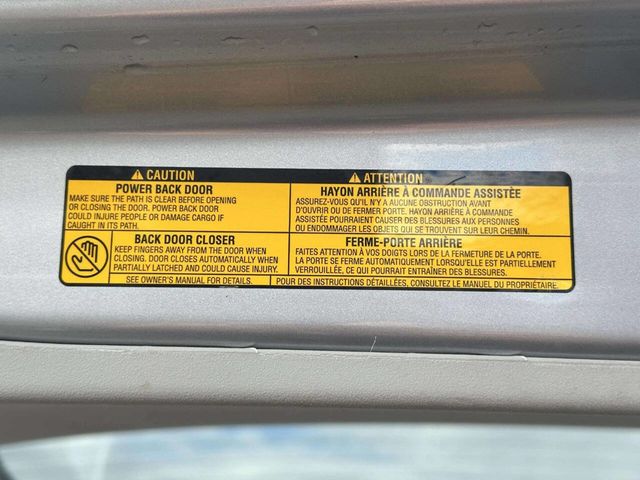 CAUTION
POWER BACK DOOR
MAKE SURE THE PATH IS CLEAR BEFORE OPENING
OR CLOSING THE DOOR. POWER BACK DOOR
COULD INJURE PEOPLE OR DAMAGE CARGO IF
CAUGHT IN ITS PATH.
BACK DOOR CLOSER
KEEP FINGERS AWAY FROM THE DOOR WHEN
CLOSING. DOOR CLOSES AUTOMATICALLY WHEN
PARTIALLY LATCHED AND COULD CAUSE INJURY.
SEE OWNER'S MANUAL FOR DETAILS.
ATTENTION
HAYON ARRIÈRE À COMMANDE ASSISTÉE
ASSUREZ-VOUS QU'IL N'Y A AUCUNE OBSTRUCTION AVANT
D'OUVRIR OU DE FERMER PORTE. HAYON ARRIÈRE À COMMANDE
ASSISTÉE POURRAIENT CAUSER DES BLESSURES AUX PERSONNES
OU ENDOMMAGER LES OBJETS QUI SE TROUVENT SUR LEUR CHEMIN.
FERME-PORTE ARRIÈRE
FAITES ATTENTION À VOS DOIGTS LORS DE LA FERMETURE DE LA PORTE.
LA PORTE SE FERME AUTOMATIQUEMENT LORSQU'ELLE EST PARTIELLEMENT
VERROUILLÉE, CE QUI POURRAIT ENTRAÎNER DES BLESSURES.
POUR DES INSTRUCTIONS DÉTAILLÉES, CONSULTEZ LE MANUEL DU PROPRIÉTAIRE.